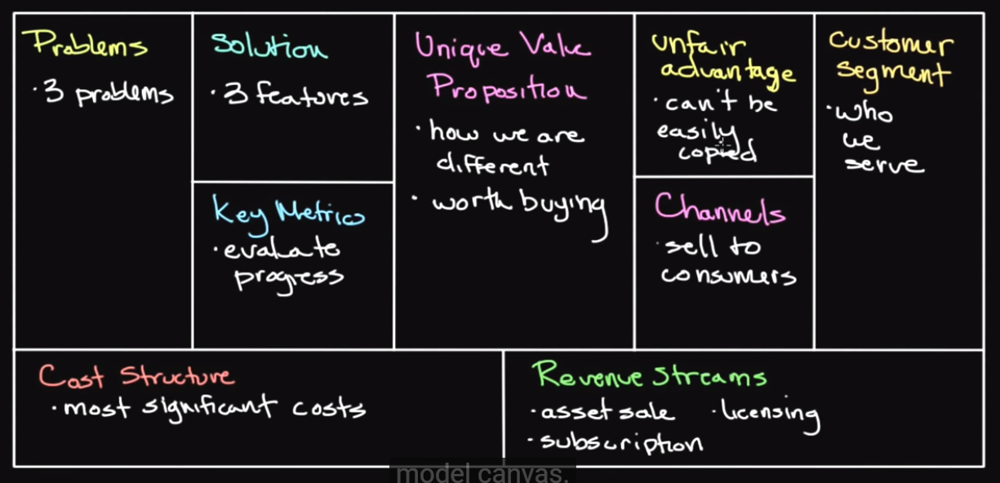 Problems
· 3 problems
Solution
· 3 features
Key Metrics
· evaluate
progress
Unique Value
Proposition
· how we are
different
· worth buying
unfair
advantage
· can't be
easily
copied
Channels
· sell to
consumers
Customer
segment
· who
we
serve
Cost Structure
· most significant costs
Revenue Streams
· asset sale · licensing
· subscription
model canvas.